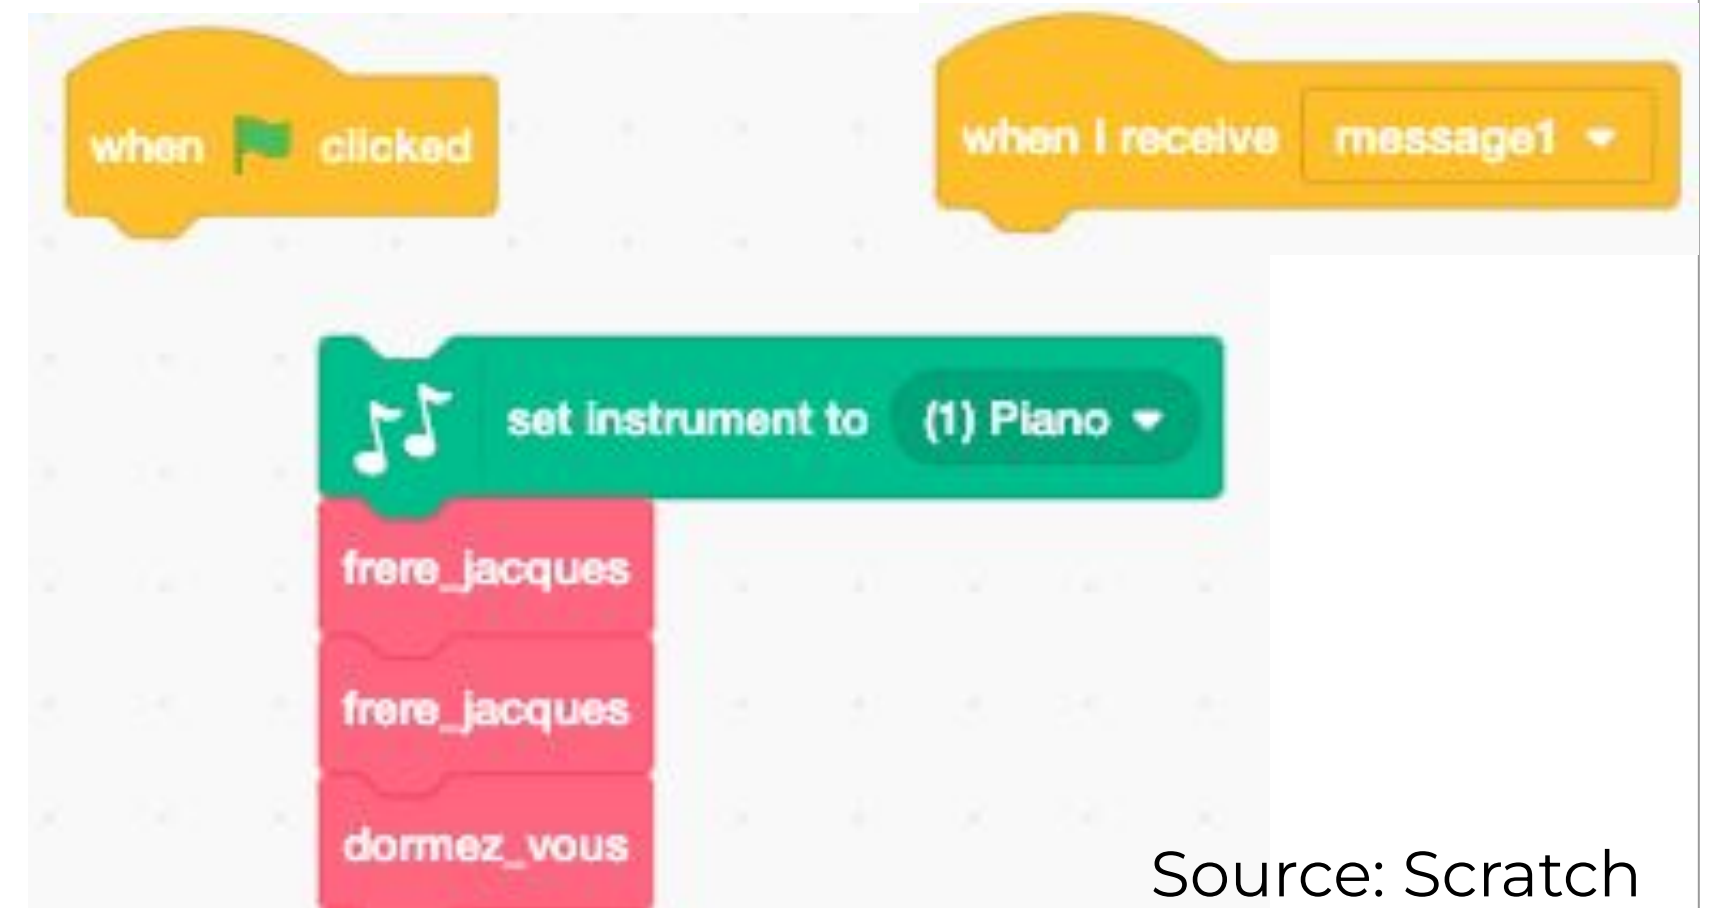 when clicked
when I receive message1
set instrument to (1) Piano
frere_jacques
frere_jacques
dormez_vous
Source: Scratch